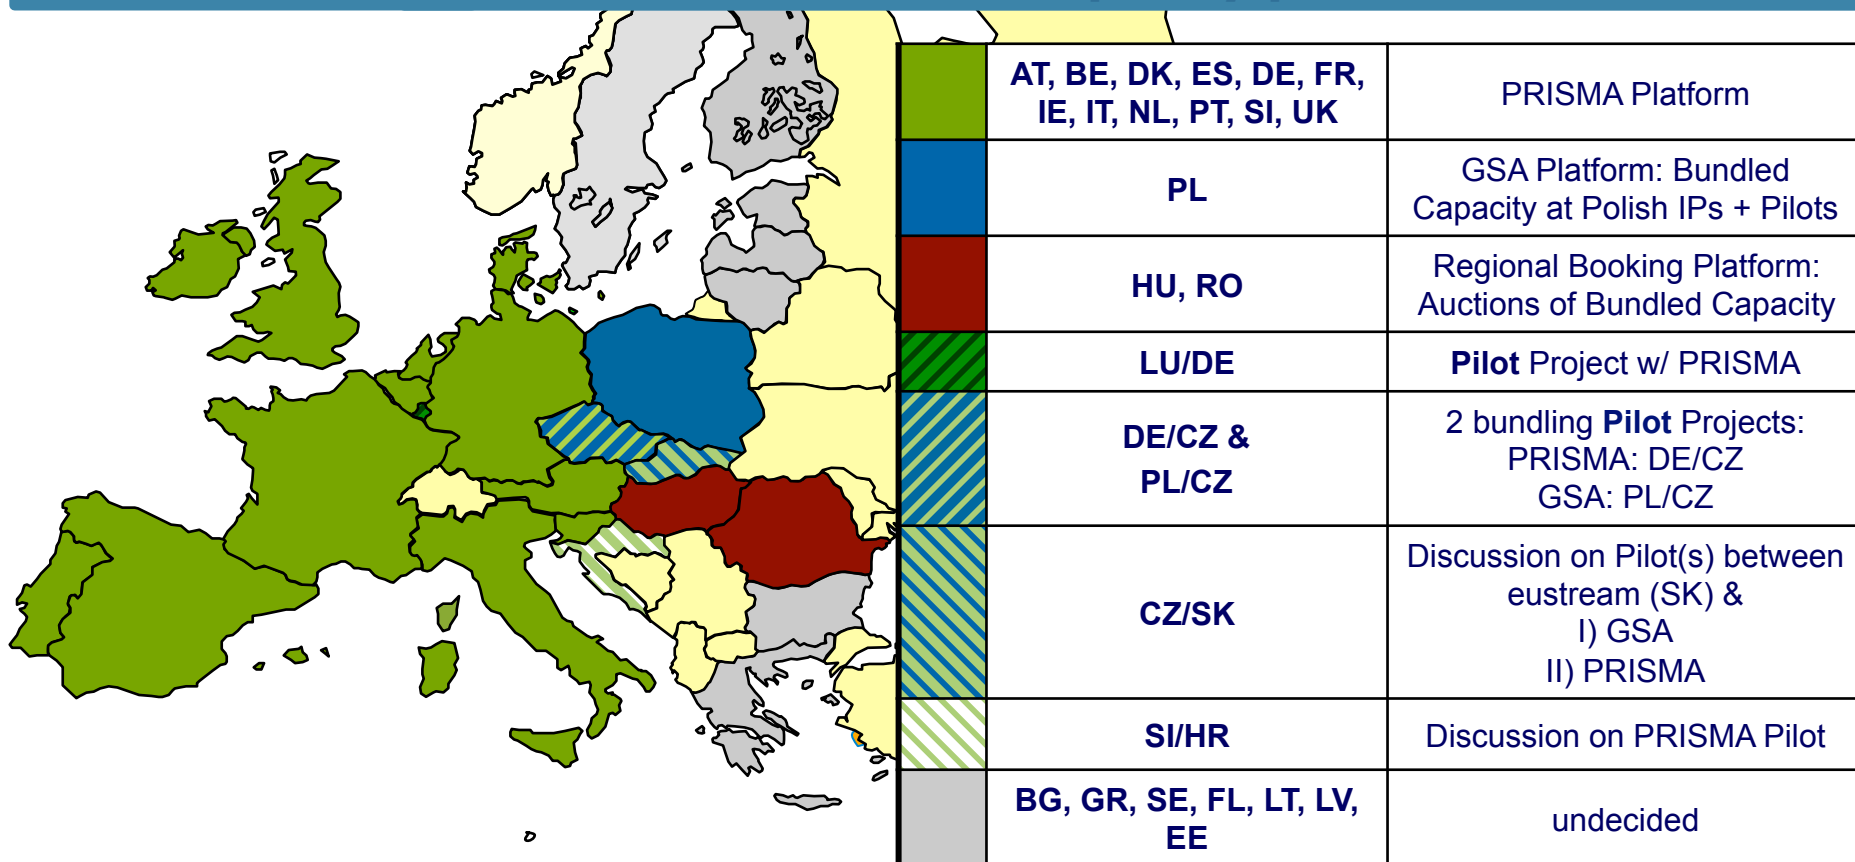 AT, BE, DK, ES, DE, FR,
IE, IT, NL, PT, SI, UK
PRISMA Platform
PL
GSA Platform: Bundled
Capacity at Polish IPs + Pilots
HU, RO
Regional Booking Platform:
Auctions of Bundled Capacity
LU/DE
Pilot Project w/ PRISMA
DE/CZ &
PL/CZ
2 bundling Pilot Projects:
PRISMA: DE/CZ
GSA: PL/CZ
CZ/SK
Discussion on Pilot(s) between
eustream (SK) &
I) GSA
II) PRISMA
SI/HR
Discussion on PRISMA Pilot
BG, GR, SE, FL, LT, LV,
EE
undecided